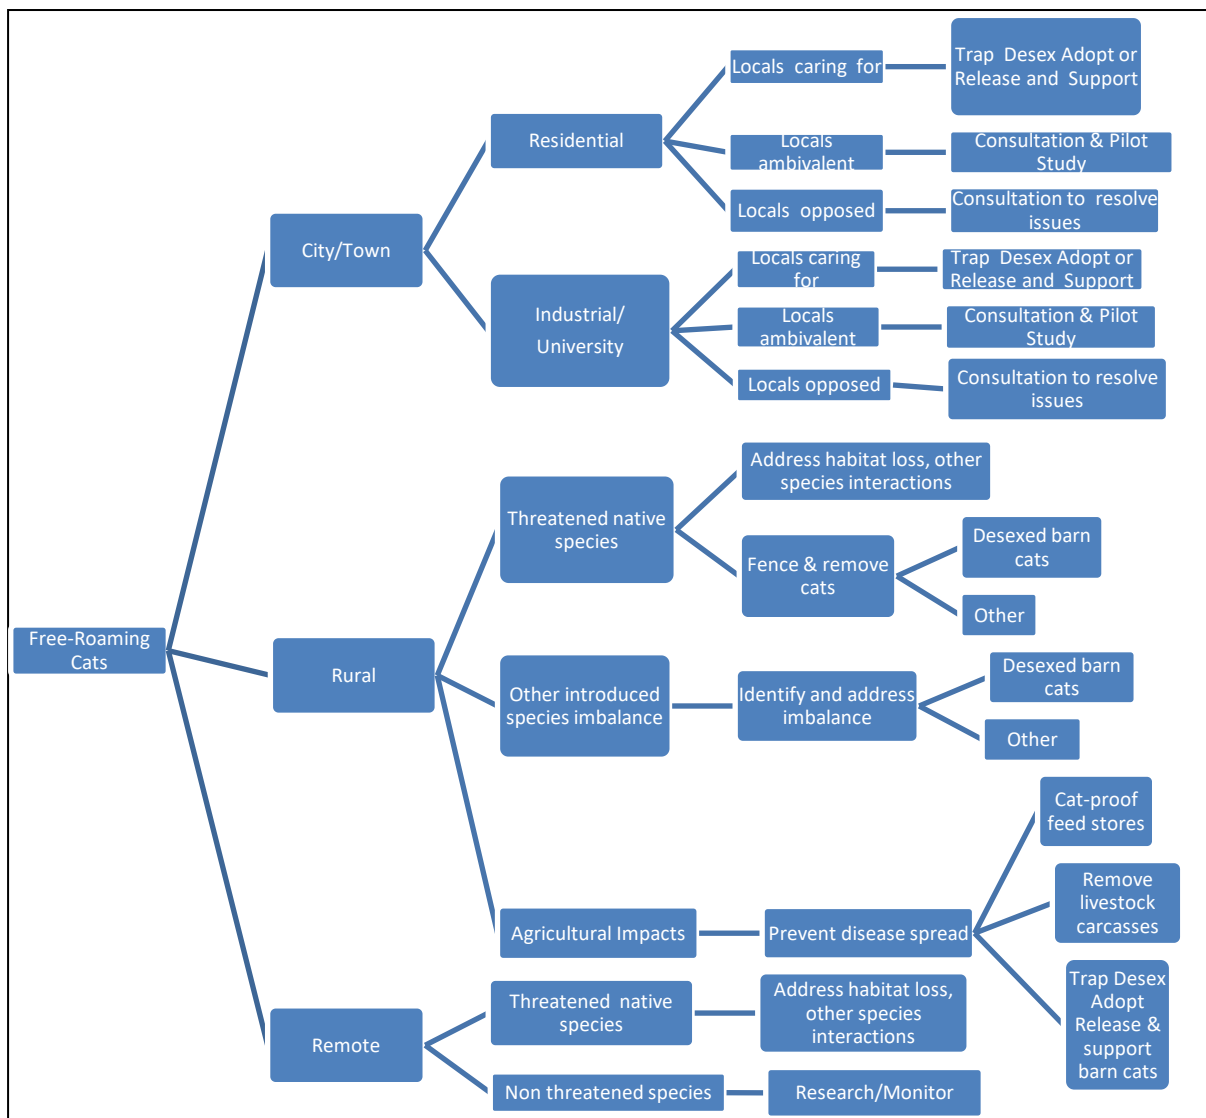 Free-Roaming
Cats
City/Town
Residential
Locals caring for
Trap Desex Adopt or
Release and Support
Locals
ambivalent
Consultation & Pilot
Study
Locals opposed
Consultation to resolve
issues
Industrial/
University
Locals caring
for
Trap Desex Adopt or
Release and Support
Locals
ambivalent
Consultation & Pilot
Study
Locals opposed
Consultation to resolve
issues
Rural
Threatened native
species
Address habitat loss, other
species interactions
Fence & remove
cats
Desexed barn
cats
Other
Other introduced
species imbalance
Identify and address
imbalance
Desexed barn
cats
Other
Agricultural Impacts
Prevent disease spread
Cat-proof
feed stores
Remove
livestock
carcasses
Trap Desex
Adopt
Release &
support
barn cats
Remote
Threatened native
species
Address habitat loss,
other species
interactions
Non threatened species
Research/Monitor